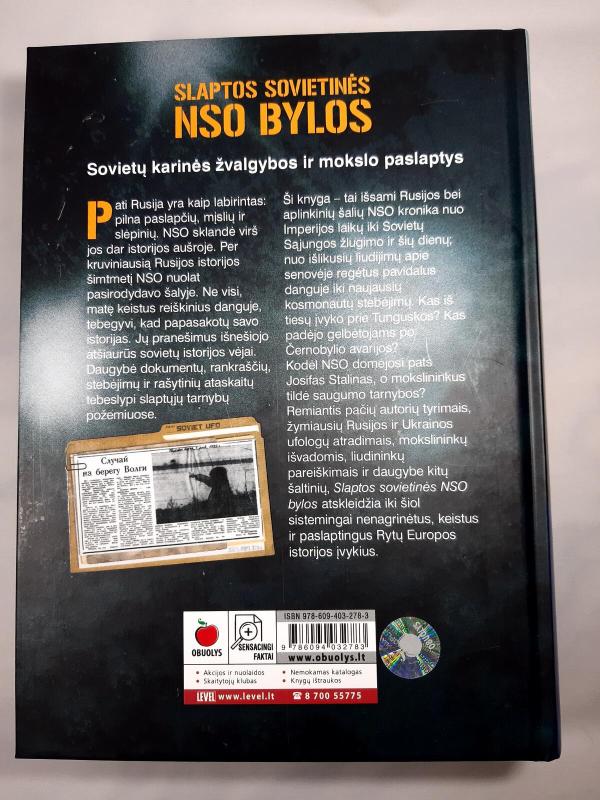 SLAPTOS SOVIETINĖS
NSO BYLOS
Sovietų karinės žvalgybos ir mokslo paslaptys
Pati Rusija yra kaip labirintas:
pilna paslapčių, mįslių ir
slėpinių. NSO sklandė virš
jos dar istorijos aušroje. Per
kruviniausią Rusijos istorijos
šimtmetį NSO nuolat
pasirodydavo šalyje. Ne visi,
matę keistus reiškinius danguje,
tebegyvi, kad papasakotų savo
istorijas. Jų pranešimus išnešiojo
atšiaurūs sovietų istorijos vėjai.
Daugybė dokumentų, rankraščių,
stebėjimų ir rašytinių ataskaitų
tebeslypi slaptųjų tarnybų
požemiuose.
Ši knyga – tai išsami Rusijos bei
aplinkinių šalių NSO kronika nuo
Imperijos laikų iki Sovietų
Sąjungos žlugimo ir šių dienų;
nuo išlikusių liudijimų apie
senovėje regėtus pavidalus
danguje iki naujausių
kosmonautų stebėjimų. Kas iš
tiesų įvyko prie Tunguskos? Kas
padėjo gelbėtojams po
Černobylio avarijos?
Kodėl NSO domėjosi pats
Josifas Stalinas, o mokslininkus
tildė saugumo tarnybos?
Remiantis pačių autorių tyrimais,
žymiausių Rusijos ir Ukrainos
ufologų atradimais, mokslininkų
išvadomis, liudininkų
pareiškimais ir daugybe kitų
šaltinių, Slaptos sovietinės NSO
bylos atskleidžia iki šiol
sistemingai nenagrinėtus, keistus
ir paslaptingus Rytų Europos
istorijos įvykius.
SOVIET UFO
Случай
на берегу Волги
OBUOLYS
SENSACINGI
FAKTAI
ISBN 978-609-403-278-3
9 786094 032783
www.obuolys.lt
• Akcijos ir nuolaidos
• Skaitytojų klubas
• Nemokamas katalogas
• Knygų ištraukos
LEVEL www.level.lt ☎ 8 700 55775